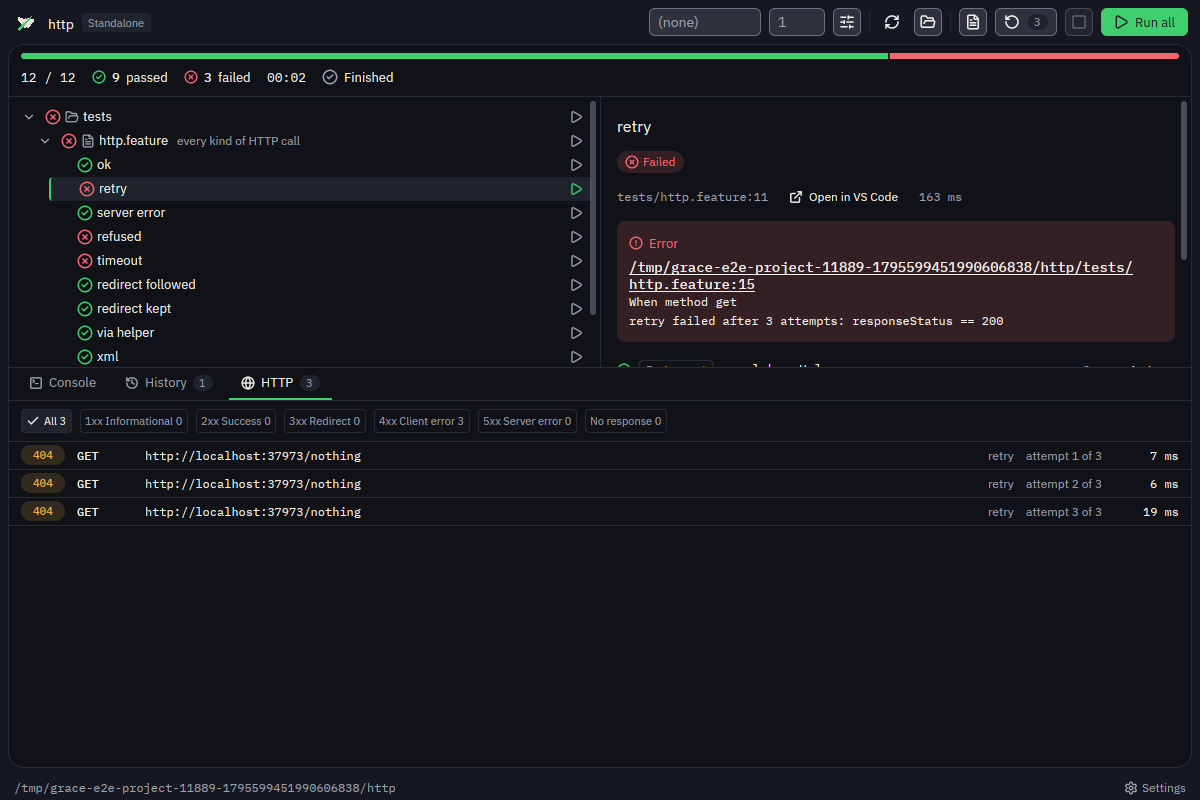 http Standalone (none) 1 3 Run all
12 / 12 9 passed 3 failed 00:02 Finished
tests
http.feature every kind of HTTP call
ok
retry
server error
refused
timeout
redirect followed
redirect kept
via helper
xml
retry
Failed
tests/http.feature:11 Open in VS Code 163 ms
Error
/tmp/grace-e2e-project-11889-1795599451990606838/http/tests/
http.feature:15
When method get
retry failed after 3 attempts: responseStatus == 200
Console History 1 HTTP 3
All 3 1xx Informational 0 2xx Success 0 3xx Redirect 0 4xx Client error 3 5xx Server error 0 No response 0
404 GET http://localhost:37973/nothing retry attempt 1 of 3 7 ms
404 GET http://localhost:37973/nothing retry attempt 2 of 3 6 ms
404 GET http://localhost:37973/nothing retry attempt 3 of 3 19 ms
/tmp/grace-e2e-project-11889-1795599451990606838/http Settings